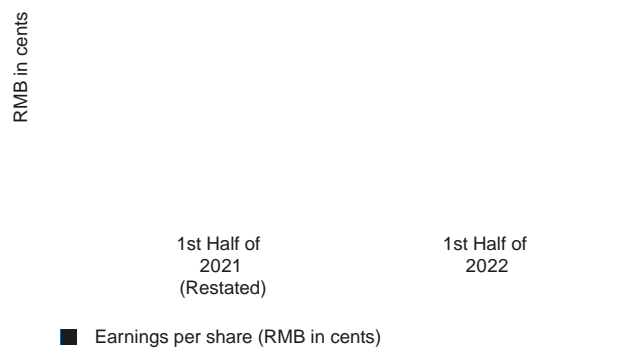 RMB in cents
1st Half of
2021
(Restated)
1st Half of
2022
Earnings per share (RMB in cents)